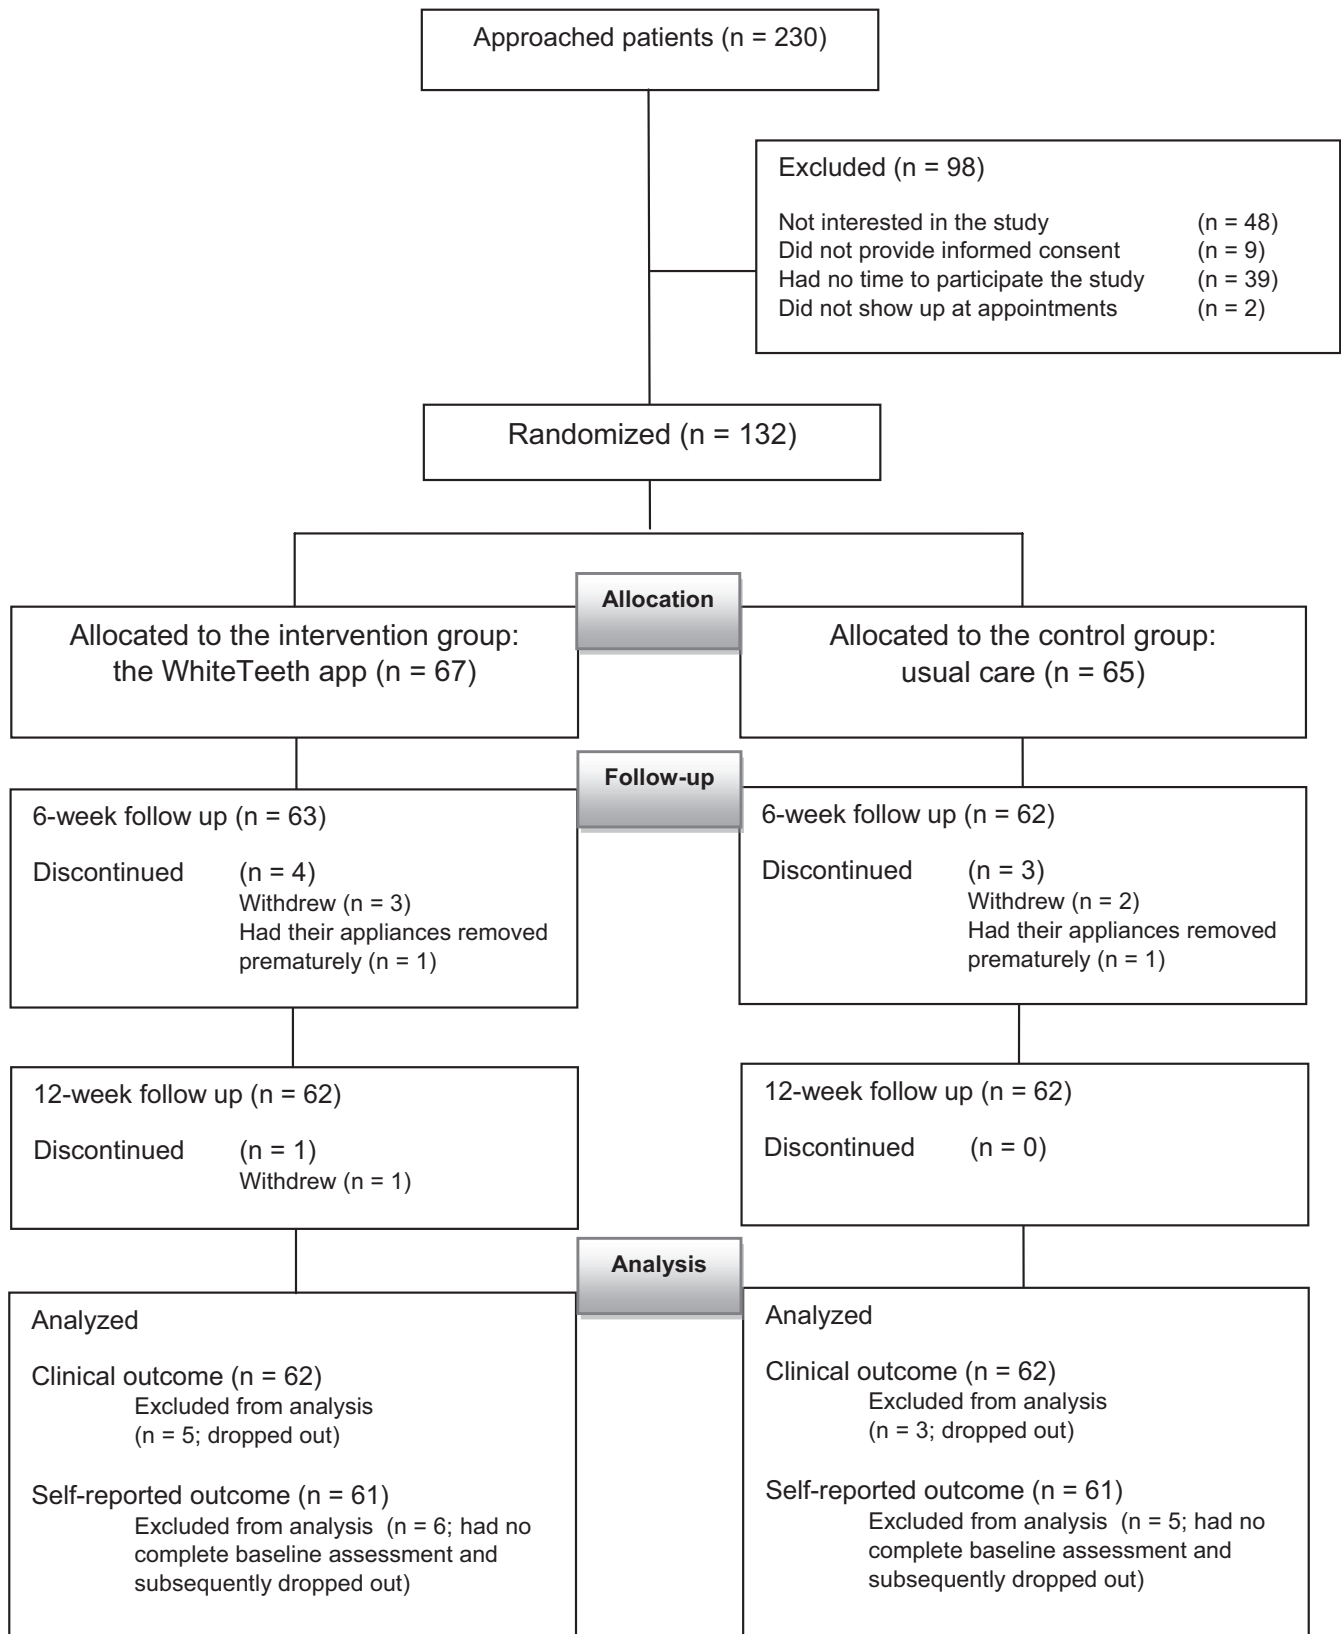 Approached patients (n = 230)
Excluded (n = 98)
Not interested in the study (n = 48)
Did not provide informed consent (n = 9)
Had no time to participate the study (n = 39)
Did not show up at appointments (n = 2)
Randomized (n = 132)
Allocation
Allocated to the intervention group:
the WhiteTeeth app (n = 67)
Allocated to the control group:
usual care (n = 65)
Follow-up
6-week follow up (n = 63)
Discontinued (n = 4)
Withdrew (n = 3)
Had their appliances removed
prematurely (n = 1)
6-week follow up (n = 62)
Discontinued (n = 3)
Withdrew (n = 2)
Had their appliances removed
prematurely (n = 1)
12-week follow up (n = 62)
Discontinued (n = 1)
Withdrew (n = 1)
12-week follow up (n = 62)
Discontinued (n = 0)
Analysis
Analyzed
Clinical outcome (n = 62)
Excluded from analysis
(n = 5; dropped out)
Self-reported outcome (n = 61)
Excluded from analysis (n = 6; had no
complete baseline assessment and
subsequently dropped out)
Analyzed
Clinical outcome (n = 62)
Excluded from analysis
(n = 3; dropped out)
Self-reported outcome (n = 61)
Excluded from analysis (n = 5; had no
complete baseline assessment and
subsequently dropped out)